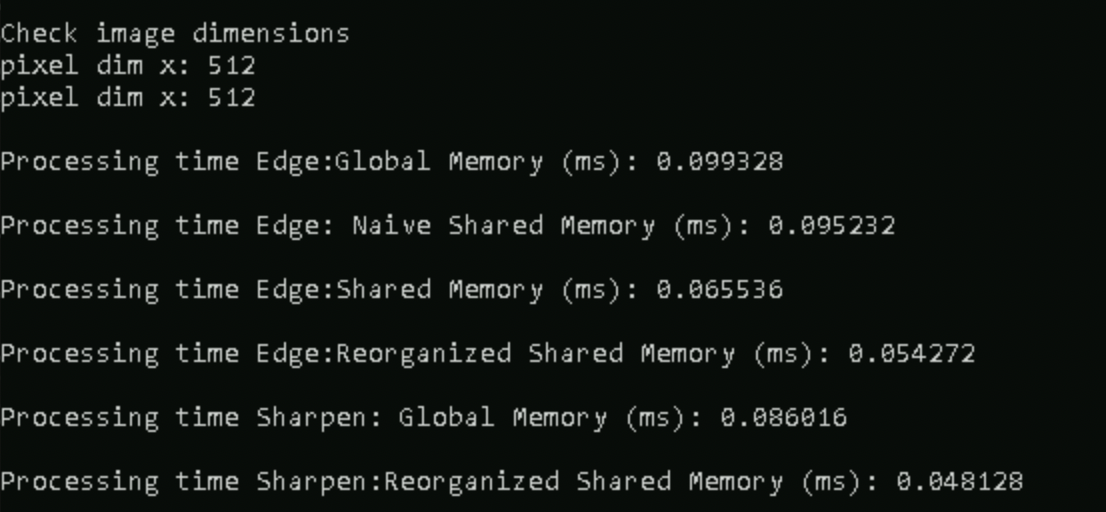 Check image dimensions
pixel dim x: 512
pixel dim x: 512
Processing time Edge:Global Memory (ms): 0.099328
Processing time Edge: Naive Shared Memory (ms): 0.095232
Processing time Edge:Shared Memory (ms): 0.065536
Processing time Edge:Reorganized Shared Memory (ms): 0.054272
Processing time Sharpen: Global Memory (ms): 0.086016
Processing time Sharpen:Reorganized Shared Memory (ms): 0.048128